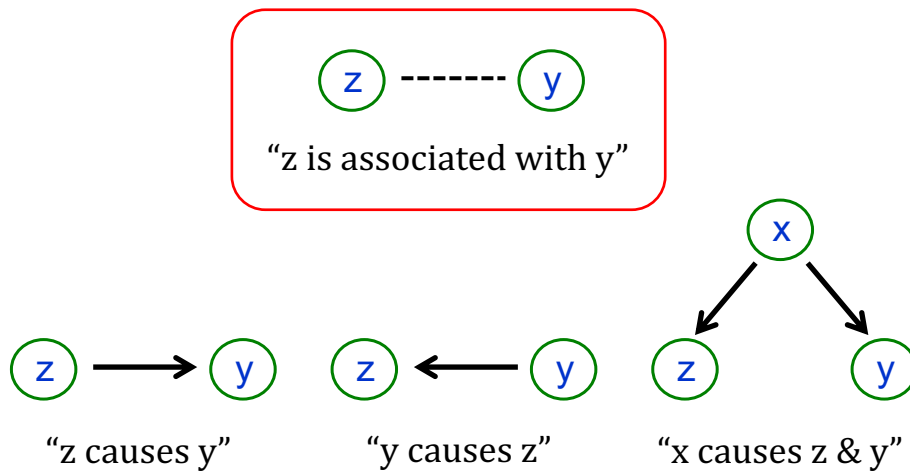 z y
“z is associated with y”
x
z y z y z y
“z causes y” “y causes z” “x causes z & y”